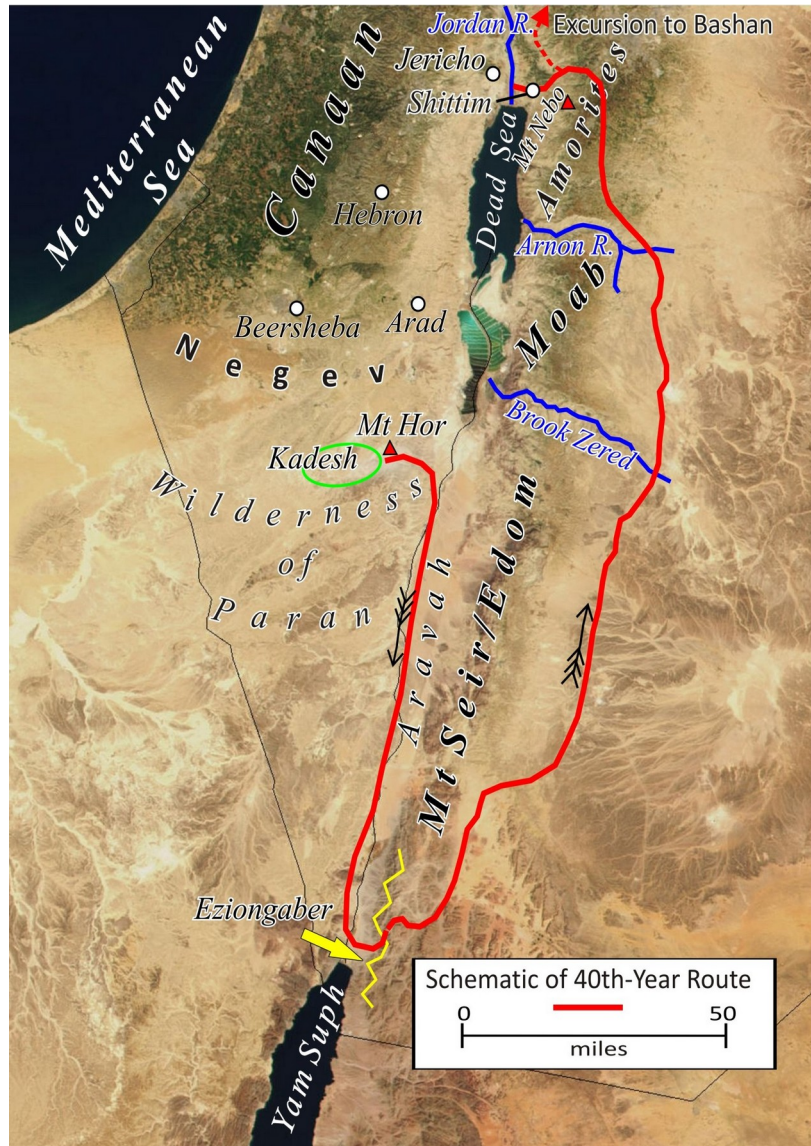 Jordan R.
Excursion to Bashan
Jericho
Shittim
Mt Nebo
Amorites
Mediterranean
Sea
Canaan
Dead Sea
Hebron
Arnon R.
Moab
Beersheba
Arad
Negev
Brook Zered
Mt Hor
Kadesh
Wilderness
of
Paran
Aravah
Mt Seir/Edom
Eziongaber
Yam Suph
Schematic of 40th-Year Route
0
50
miles